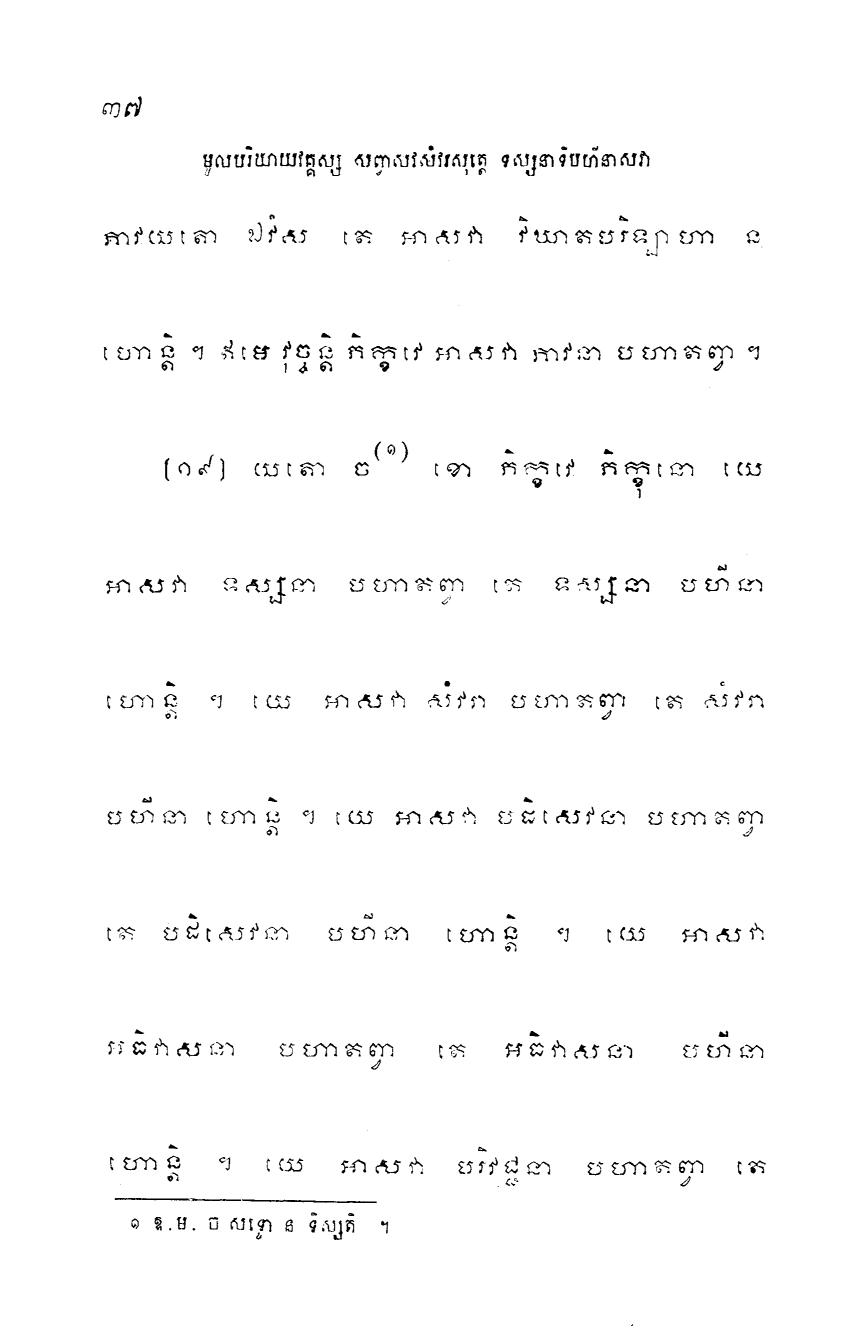 ៣៧
មូលបរិយាយវគ្គស្ស សព្វាសវសំវរសុត្តេ ទស្សនាទិបហីនាសវា
ភាវយតោ ឯវំស តេ អាសវា វិឃាតបរិឡាហា ន
ហោន្តិ ។ ឥមេ វុច្ចន្តិ ភិក្ខវេ អាសវា ភាវនា បហាតព្វា ។
[១៩] យតោ ច(១) ខោ ភិក្ខវេ ភិក្ខុនោ យេ
អាសវា ទស្សនា បហាតព្វា តេ ទស្សនា បហីនា
ហោន្តិ ។ យេ អាសវា សំវរា បហាតព្វា តេ សំវរា
បហីនា ហោន្តិ ។ យេ អាសវា បដិសេវនា បហាតព្វា
តេ បដិសេវនា បហីនា ហោន្តិ ។ យេ អាសវា
អធិវាសនា បហាតព្វា តេ អធិវាសនា បហីនា
ហោន្តិ ។ យេ អាសវា បរិវជ្ជនា បហាតព្វា តេ
១ ឱ.ម. ច សទ្ទោ ន ទិស្សតិ ។